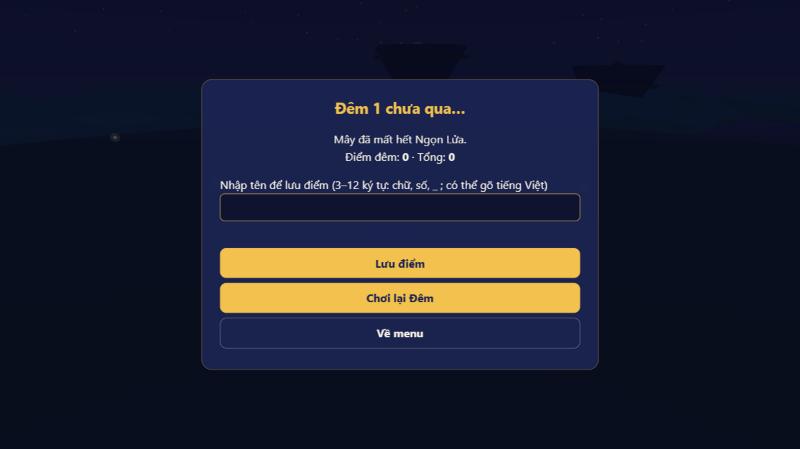 Đêm 1 chưa qua...
Mây đã mất hết Ngọn Lửa.
Điểm đêm: 0 · Tổng: 0
Nhập tên để lưu điểm (3–12 ký tự: chữ, số, _ ; có thể gõ tiếng Việt)
Lưu điểm
Chơi lại Đêm
Về menu